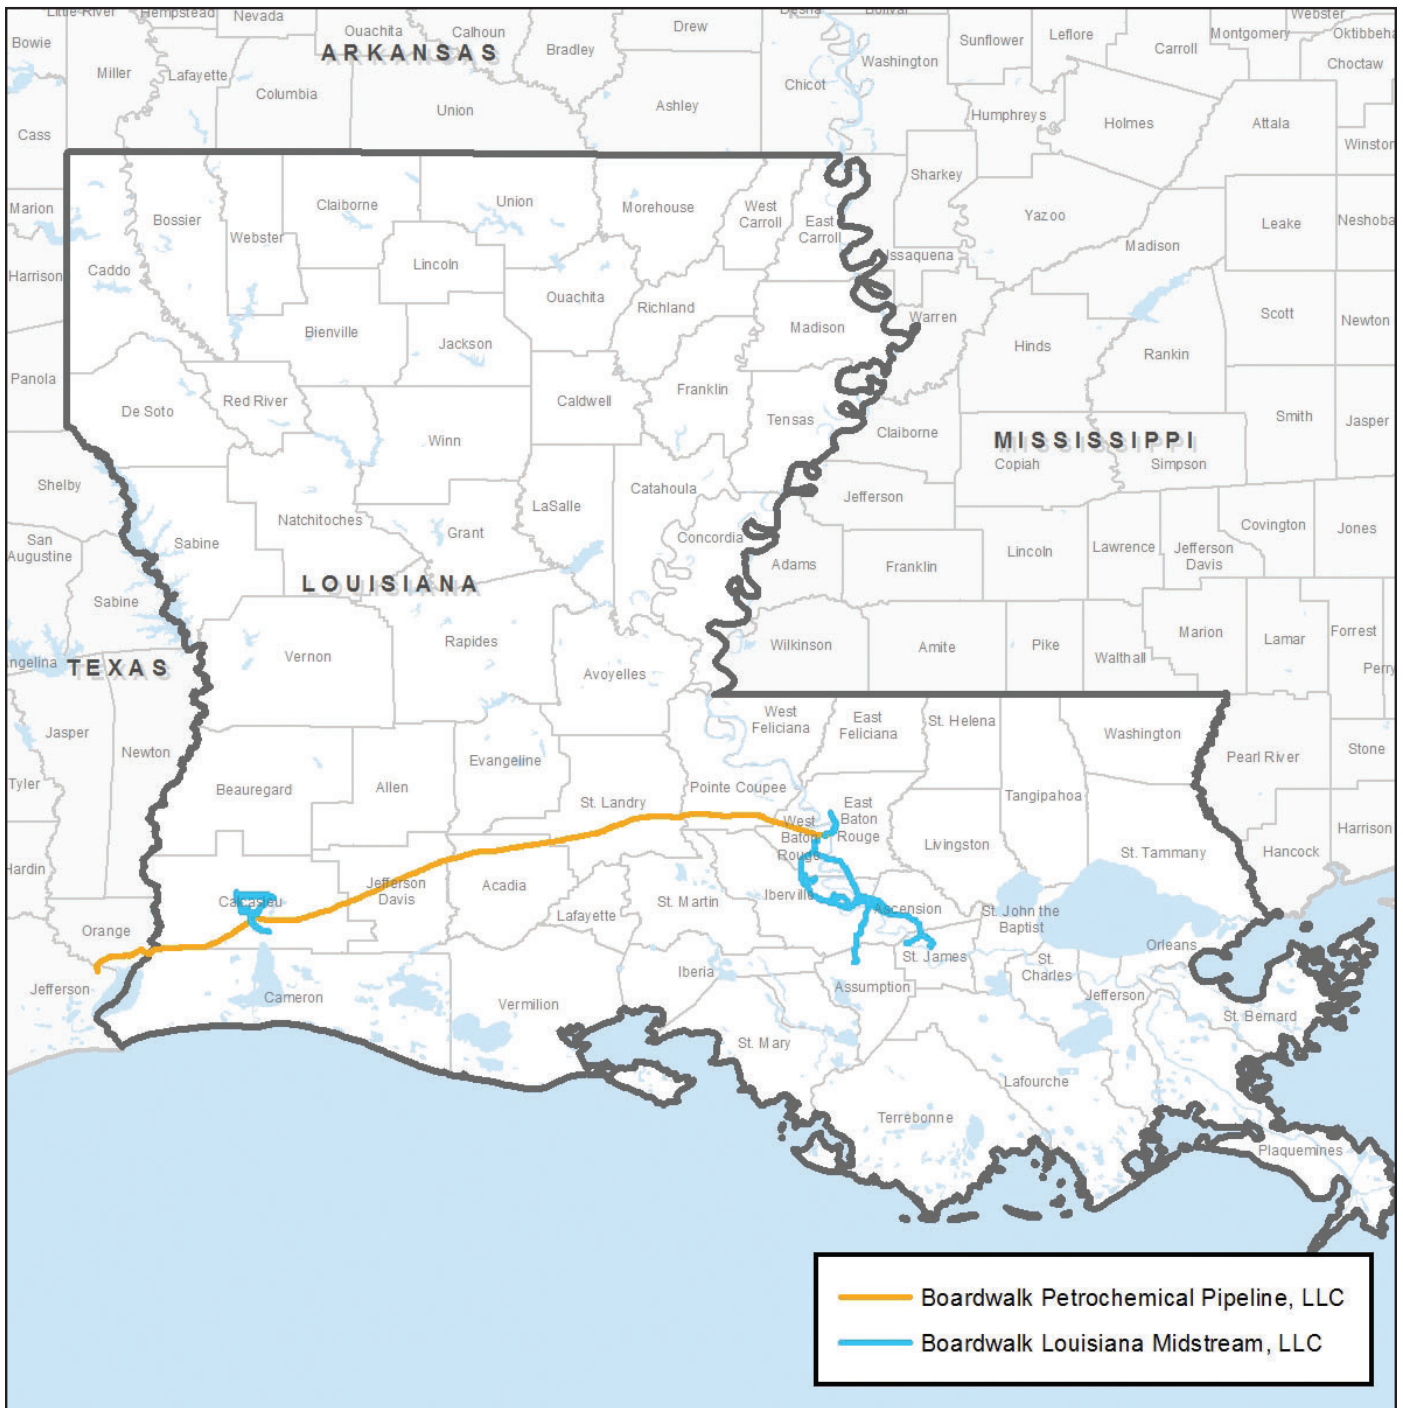 Little River
Hempstead
Nevada
Ouachita
Calhoun
Bradley
Drew
Desha
Bolivar
Sunflower
Leflore
Carroll
Montgomery
Webster
Oktibbeha
Choctaw
Bowie
Miller
Lafayette
Columbia
Union
Ashley
Chicot
Washington
Humphreys
Holmes
Attala
Winston
Cass
ARKANSAS
Marion
Harrison
Panola
Shelby
San
Augustine
Sabine
Angelina
TEXAS
Jasper
Newton
Tyler
Hardin
Orange
Jefferson
Caddo
Bossier
Webster
Claiborne
Union
Morehouse
West
Carroll
East
Carroll
Lincoln
Ouachita
Richland
Madison
Bienville
Jackson
De Soto
Red River
Winn
Caldwell
Franklin
Tensas
Natchitoches
Sabine
Grant
LaSalle
Catahoula
Concordia
LOUISIANA
Vernon
Rapides
Avoyelles
Sharkey
Issaquena
Yazoo
Madison
Leake
Neshoba
Warren
Hinds
Rankin
Scott
Newton
Claiborne
MISSISSIPPI
Copiah
Simpson
Smith
Jasper
Jefferson
Adams
Franklin
Lincoln
Lawrence
Jefferson
Davis
Covington
Jones
Wilkinson
Amite
Pike
Walthall
Marion
Lamar
Forrest
Perry
Pearl River
Stone
Harrison
Hancock
Beauregard
Allen
Evangeline
St. Landry
Pointe Coupee
West
Feliciana
East
Feliciana
St. Helena
Tangipahoa
Washington
West
Baton
Rouge
East
Baton
Rouge
Livingston
St. Tammany
Calcasieu
Jefferson
Davis
Acadia
Lafayette
St. Martin
Iberville
Ascension
St. John the
Baptist
Orleans
St. James
St.
Charles
Jefferson
St. Bernard
Cameron
Vermilion
Iberia
Assumption
St. Mary
Lafourche
Terrebonne
Plaquemines
Boardwalk Petrochemical Pipeline, LLC
Boardwalk Louisiana Midstream, LLC